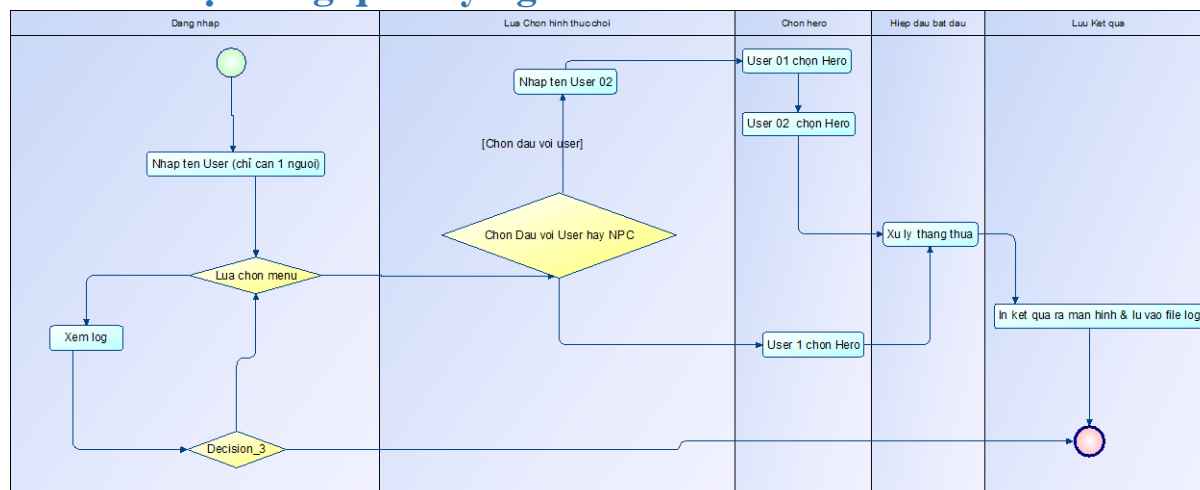 Dang nhap
Lua Chon hinh thuc choi
Chon hero
Hiep dau bat dau
Luu Ket qua
Nhap ten User 02
User 01 chọn Hero
User 02 chọn Hero
[Chon dau voi user]
Nhap ten User (chỉ can 1 nguoi)
Chon Dau voi User hay NPC
Xu ly thang thua
Lua chon menu
In ket qua ra man hinh & lu vao file log
Xem log
User 1 chon Hero
Decision_3